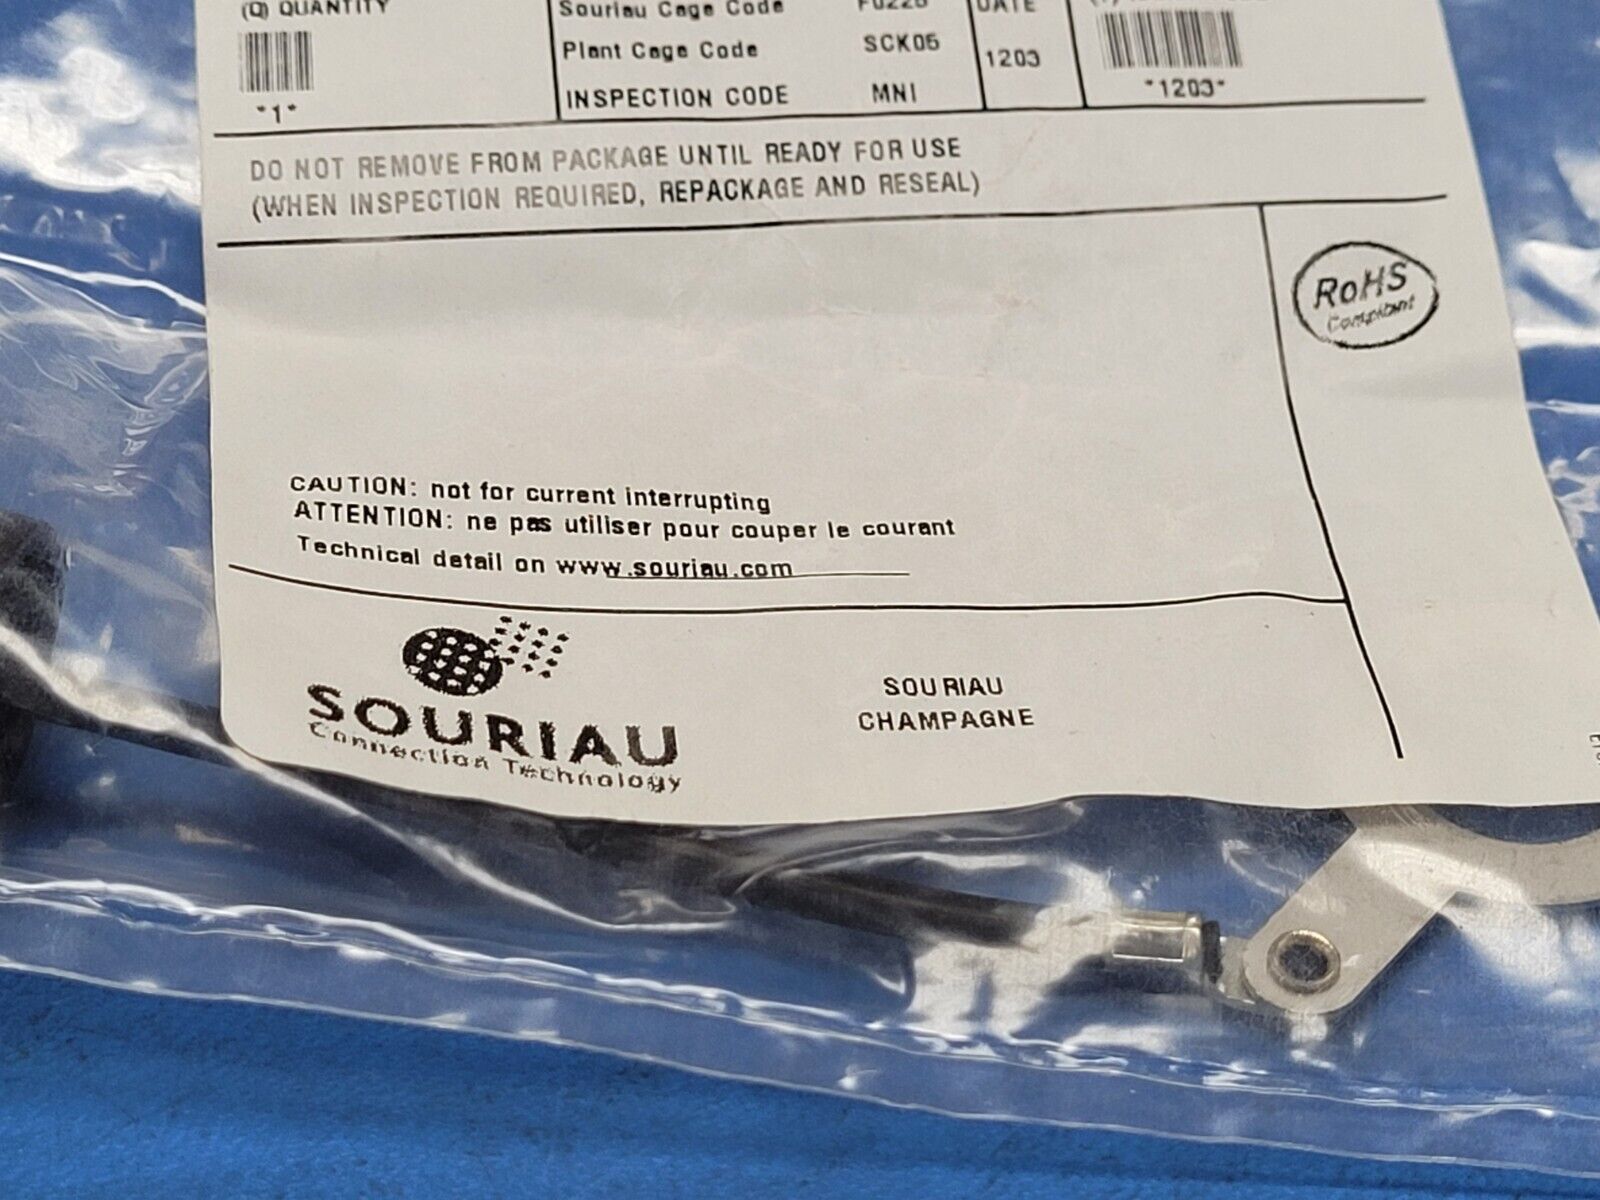 (Q) QUANTITY
*1*
Souriau Cage Code
Plant Cage Code SCK05
INSPECTION CODE MNI
DATE
1203
*1203*
DO NOT REMOVE FROM PACKAGE UNTIL READY FOR USE
(WHEN INSPECTION REQUIRED, REPACKAGE AND RESEAL)
RoHS
Compliant
CAUTION: not for current interrupting
ATTENTION: ne pas utiliser pour couper le courant
Technical detail on www.souriau.com
SOURIAU
Connection Technology
SOURIAU
CHAMPAGNE